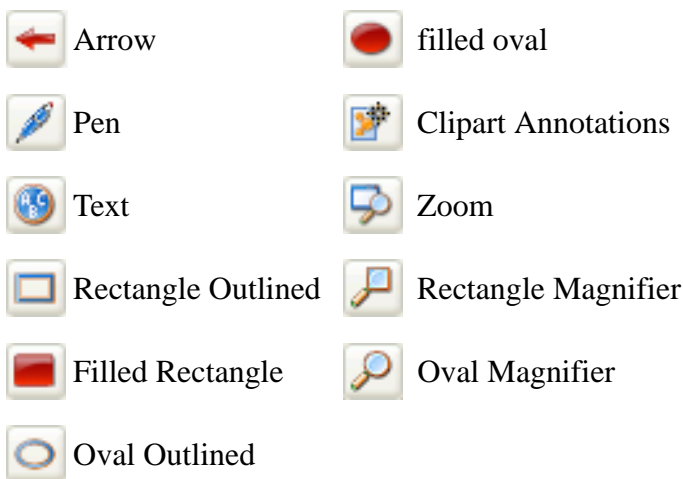 Arrow
filled oval
Pen
Clipart Annotations
Text
Zoom
Rectangle Outlined
Rectangle Magnifier
Filled Rectangle
Oval Magnifier
Oval Outlined